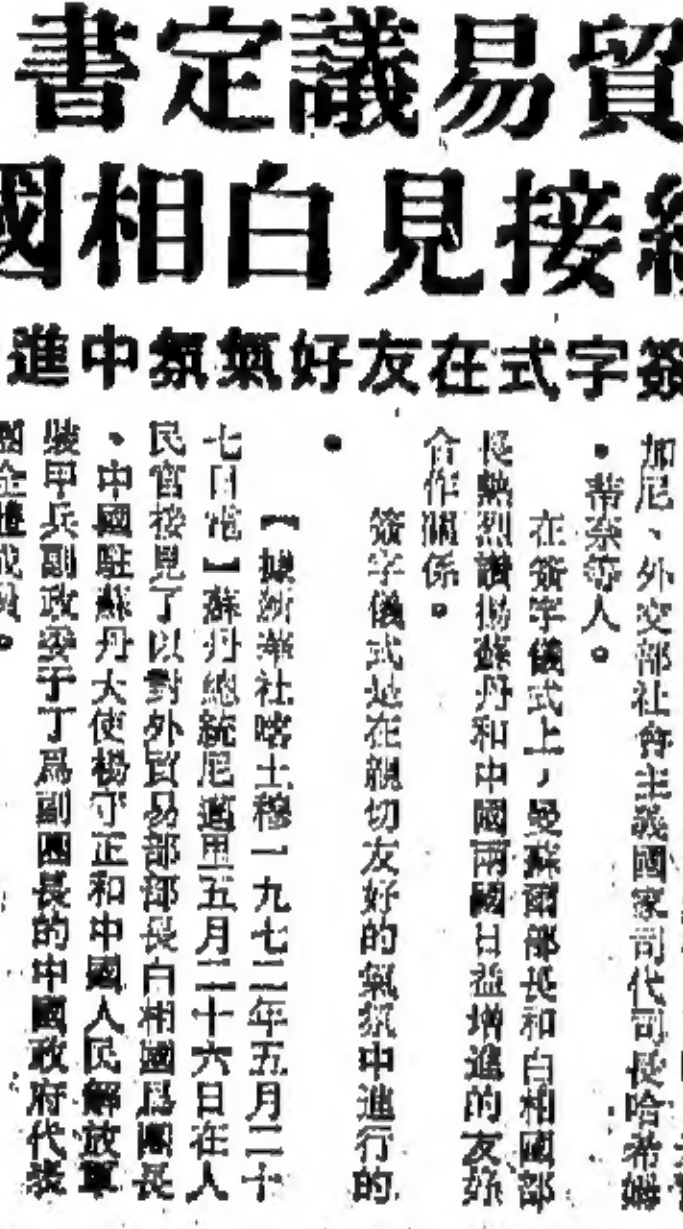 貿易議定書
統接見白相國
簽字式在友好氣氛中進
加尼、外交部社會主義國家司代司長哈希姆
·蒂奈等人。
在簽字儀式上，曼蘇爾部長和白相國部
長熱烈讚揚蘇丹和中國兩國日益增進的友好
合作關係。
簽字儀式是在親切友好的氣氛中進行的
。
【據新華社喀土穆一九七二年五月二十
七日電】蘇丹總統尼邁里五月二十六日在人
民宮接見了以對外貿易部部長白相國爲團長
、中國駐蘇丹大使楊守正和中國人民解放軍
裝甲兵副政委于丁爲副團長的中國政府代表
團全體成員。